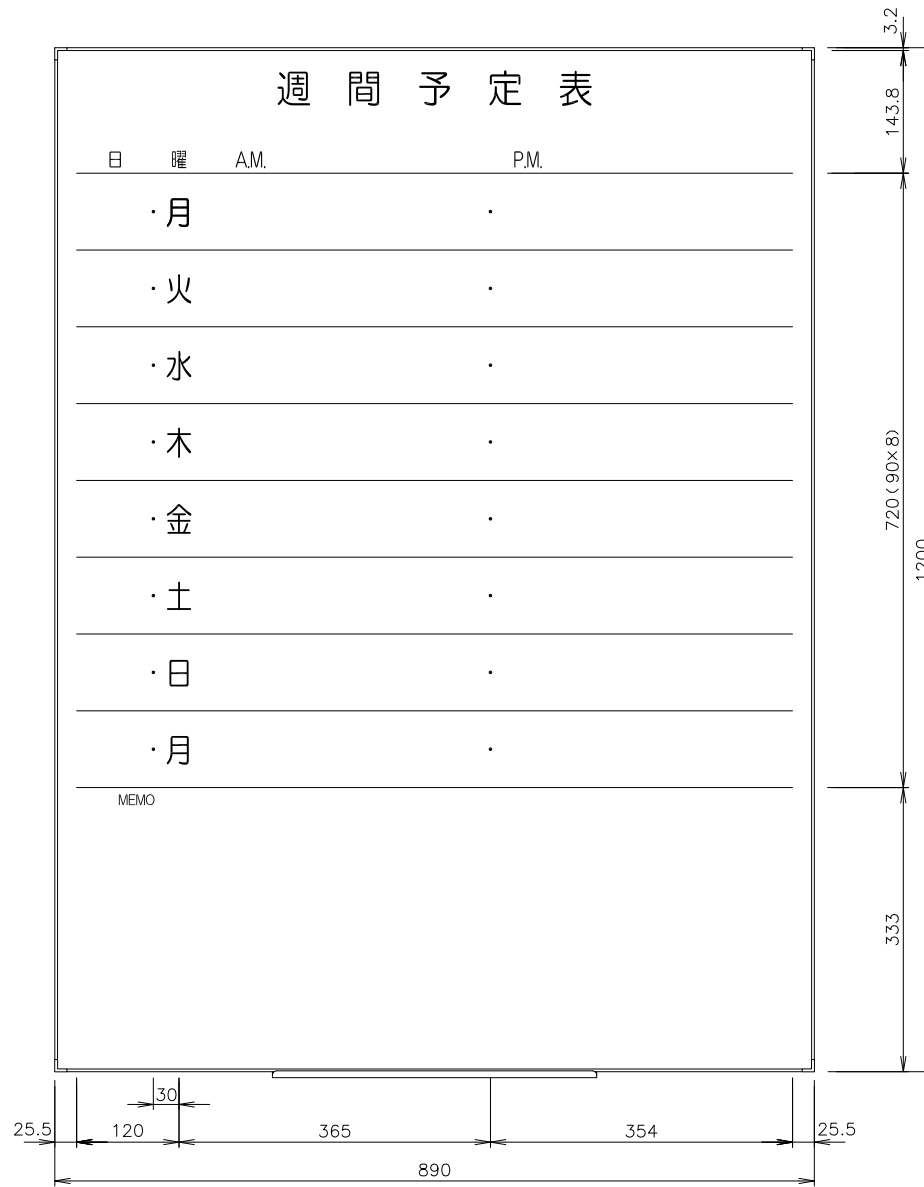 3.2
週間予定表
143.8
日 曜 A.M. P.M.
・月 ・
・火 ・
・水 ・
・木 ・
720(90×8)
・金 ・
1200
・土 ・
・日 ・
・月 ・
MEMO
333
30
25.5 120 365 354 25.5
890